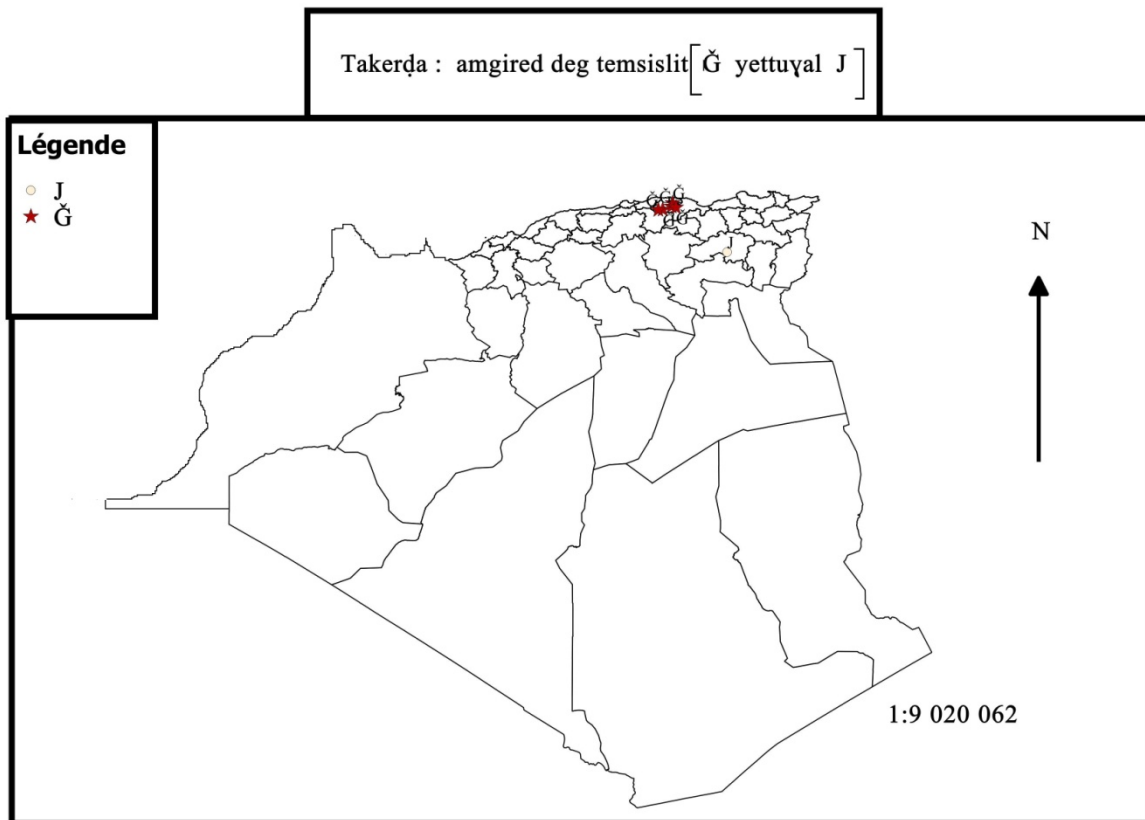 Takerḍa : amgired deg temsislit[Ǧ yettuɣal J]
Légende
J
Ǧ
Ǧ Ǧ Ǧ
Ǧ Ǧ
J
N
1:9 020 062